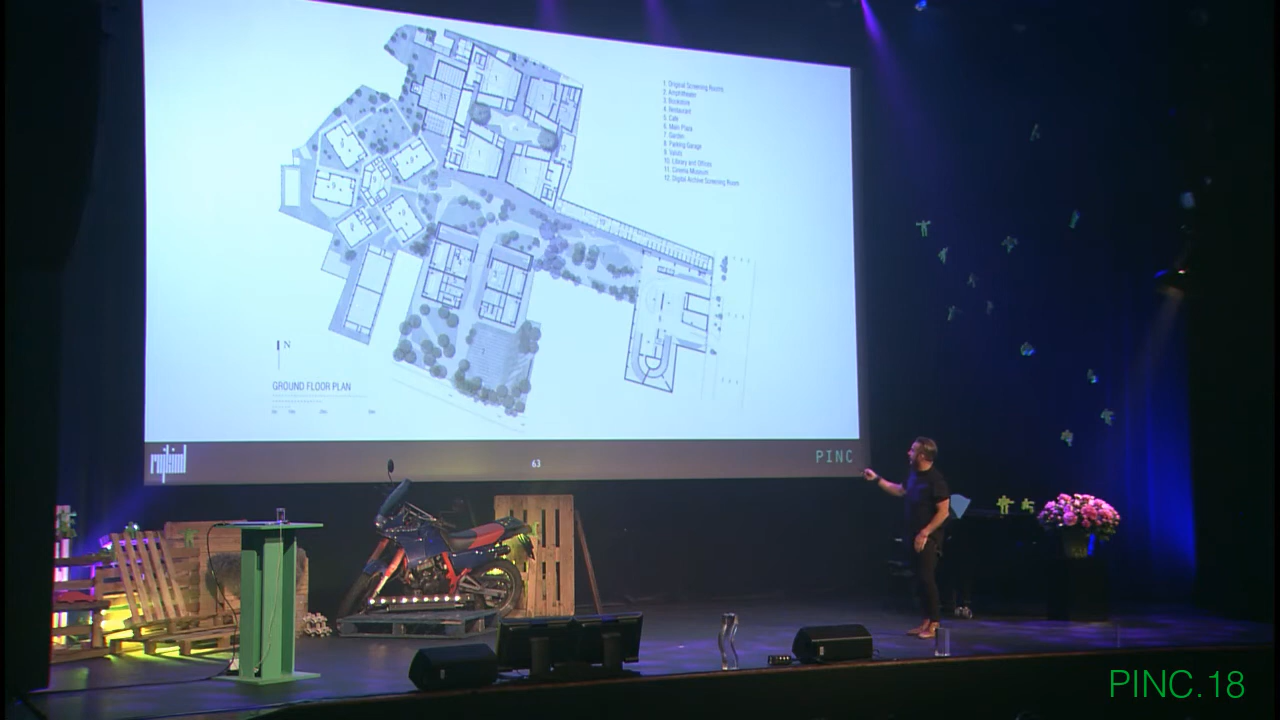 1. Original Screening Rooms
2. Amphitheater
3. Bookstore
4. Restaurant
5. Café
6. Main Plaza
7. Garden
8. Parking Garage
9. Vaults
10. Library and Offices
11. Cinema Museum
12. Digital Archive Screening Room
N
GROUND FLOOR PLAN
63
PINC
PINC.18